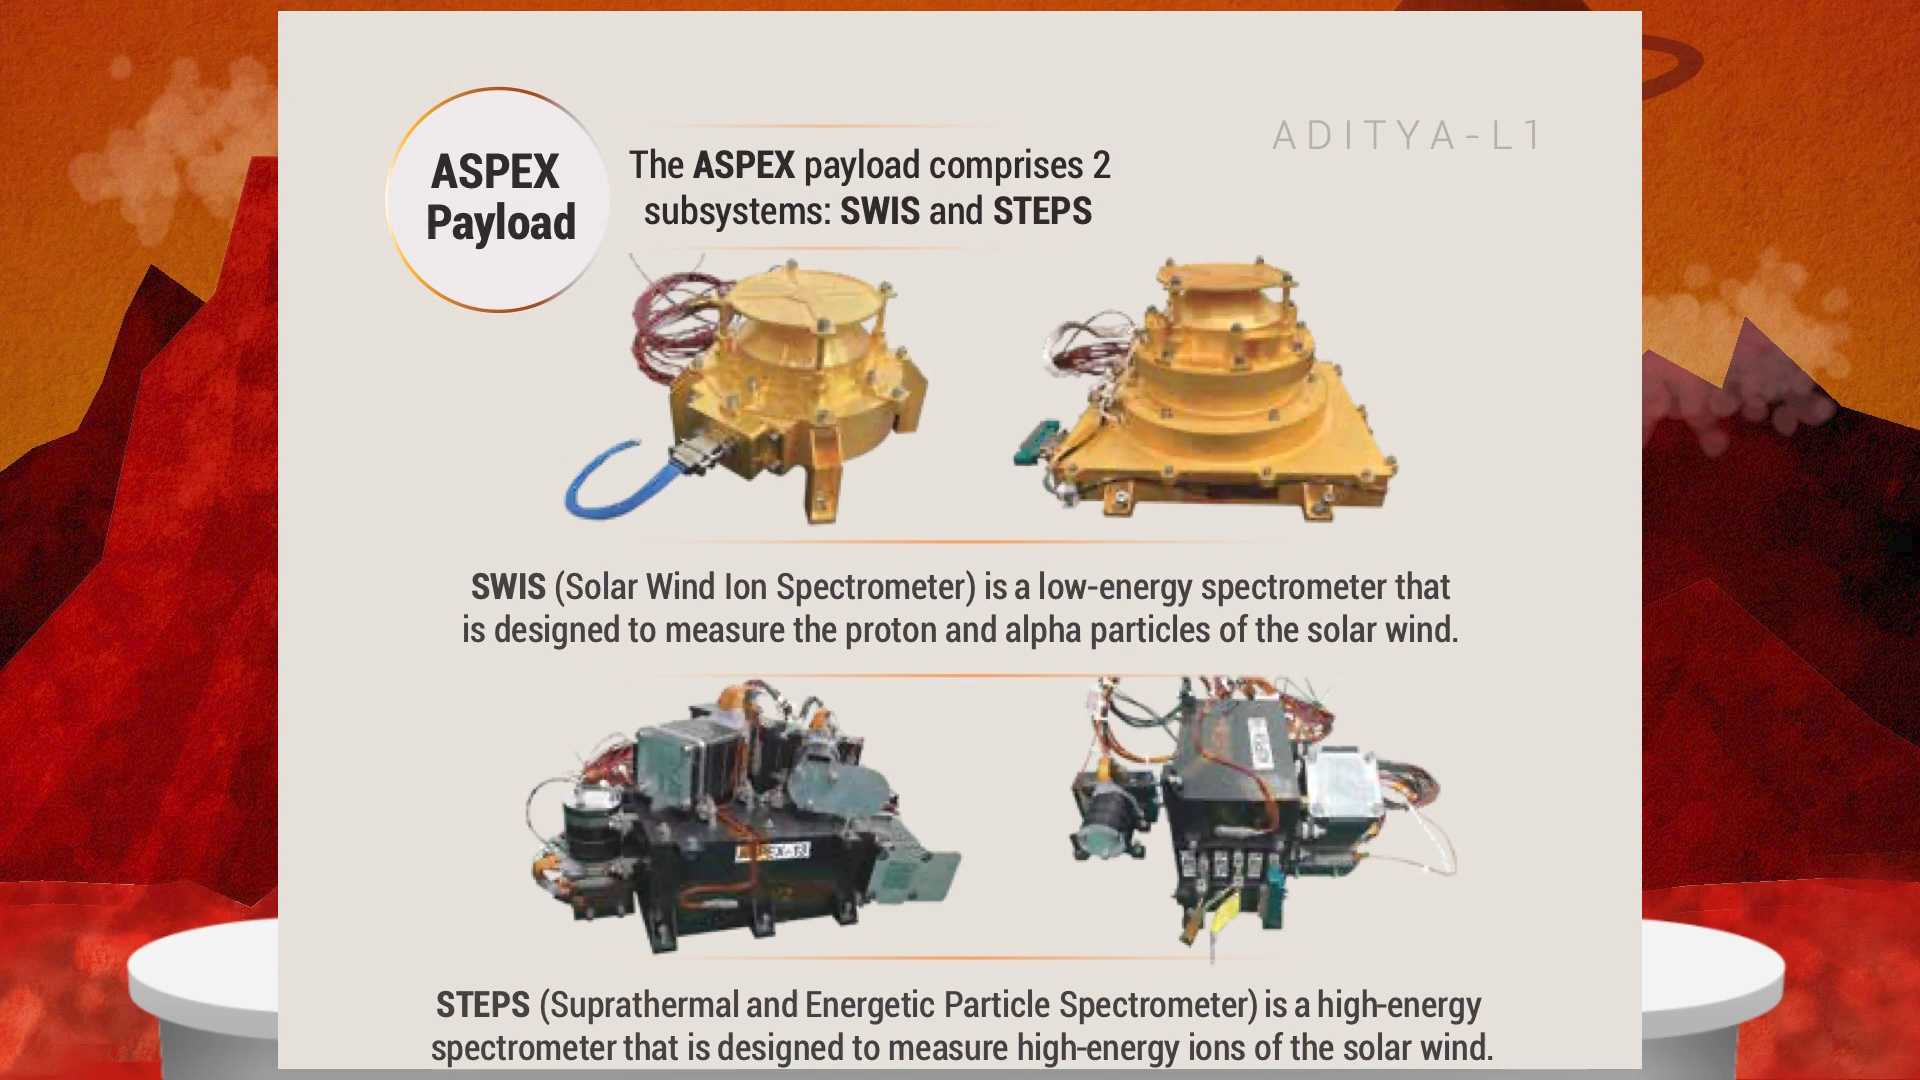 ASPEX
Payload
The ASPEX payload comprises 2
subsystems: SWIS and STEPS
ADITYA-L1
SWIS (Solar Wind Ion Spectrometer) is a low-energy spectrometer that
is designed to measure the proton and alpha particles of the solar wind.
STEPS (Suprathermal and Energetic Particle Spectrometer) is a high-energy
spectrometer that is designed to measure high-energy ions of the solar wind.